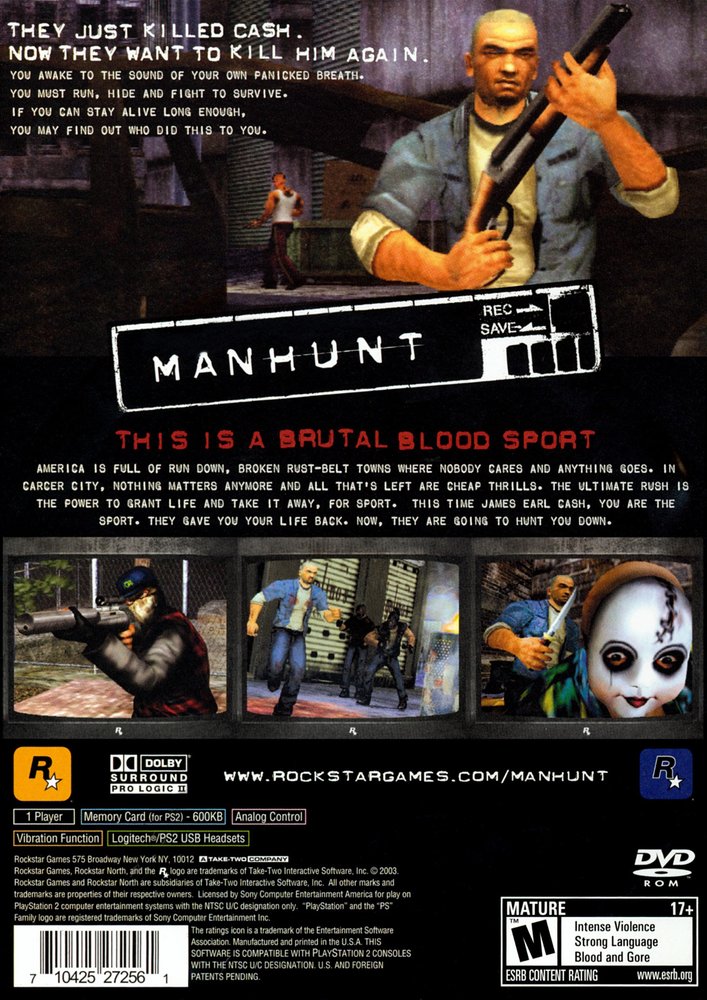 THEY JUST KILLED CASH.
NOW THEY WANT TO KILL HIM AGAIN.
YOU AWAKE TO THE SOUND OF YOUR OWN PANICKED BREATH.
YOU MUST RUN, HIDE AND FIGHT TO SURVIVE.
IF YOU CAN STAY ALIVE LONG ENOUGH,
YOU MAY FIND OUT WHO DID THIS TO YOU.
MANHUNT
REC
SAVE
THIS IS A BRUTAL BLOOD SPORT
AMERICA IS FULL OF RUN DOWN, BROKEN RUST-BELT TOWNS WHERE NOBODY CARES AND ANYTHING GOES. IN
CARCER CITY, NOTHING MATTERS ANYMORE AND ALL THAT'S LEFT ARE CHEAP THRILLS. THE ULTIMATE RUSH IS
THE POWER TO GRANT LIFE AND TAKE IT AWAY, FOR SPORT. THIS TIME JAMES EARL CASH, YOU ARE THE
SPORT. THEY GAVE YOU YOUR LIFE BACK. NOW, THEY ARE GOING TO HUNT YOU DOWN.
R R R
R
DOLBY
SURROUND
PRO LOGIC II
WWW.ROCKSTARGAMES.COM/MANHUNT
R
1 Player
Memory Card (for PS2) - 600KB
Analog Control
Vibration Function
Logitech®/PS2 USB Headsets
Rockstar Games 575 Broadway New York NY, 10012 TAKE-TWO COMPANY
Rockstar Games, Rockstar North, and the R logo are trademarks of Take-Two Interactive Software, Inc. © 2003.
Rockstar Games and Rockstar North are subsidiaries of Take-Two Interactive Software, Inc. All other marks and
trademarks are properties of their respective owners. Licensed by Sony Computer Entertainment America for play on
PlayStation 2 computer entertainment systems with the NTSC U/C designation only. "PlayStation" and the "PS"
Family logo are registered trademarks of Sony Computer Entertainment Inc.
The ratings icon is a trademark of the Entertainment Software
Association. Manufactured and printed in the U.S.A. THIS
SOFTWARE IS COMPATIBLE WITH PLAYSTATION 2 CONSOLES
WITH THE NTSC U/C DESIGNATION. U.S. AND FOREIGN
PATENTS PENDING.
7 10425 27256 1
DVD
ROM
MATURE 17+
M
Intense Violence
Strong Language
Blood and Gore
ESRB CONTENT RATING www.esrb.org